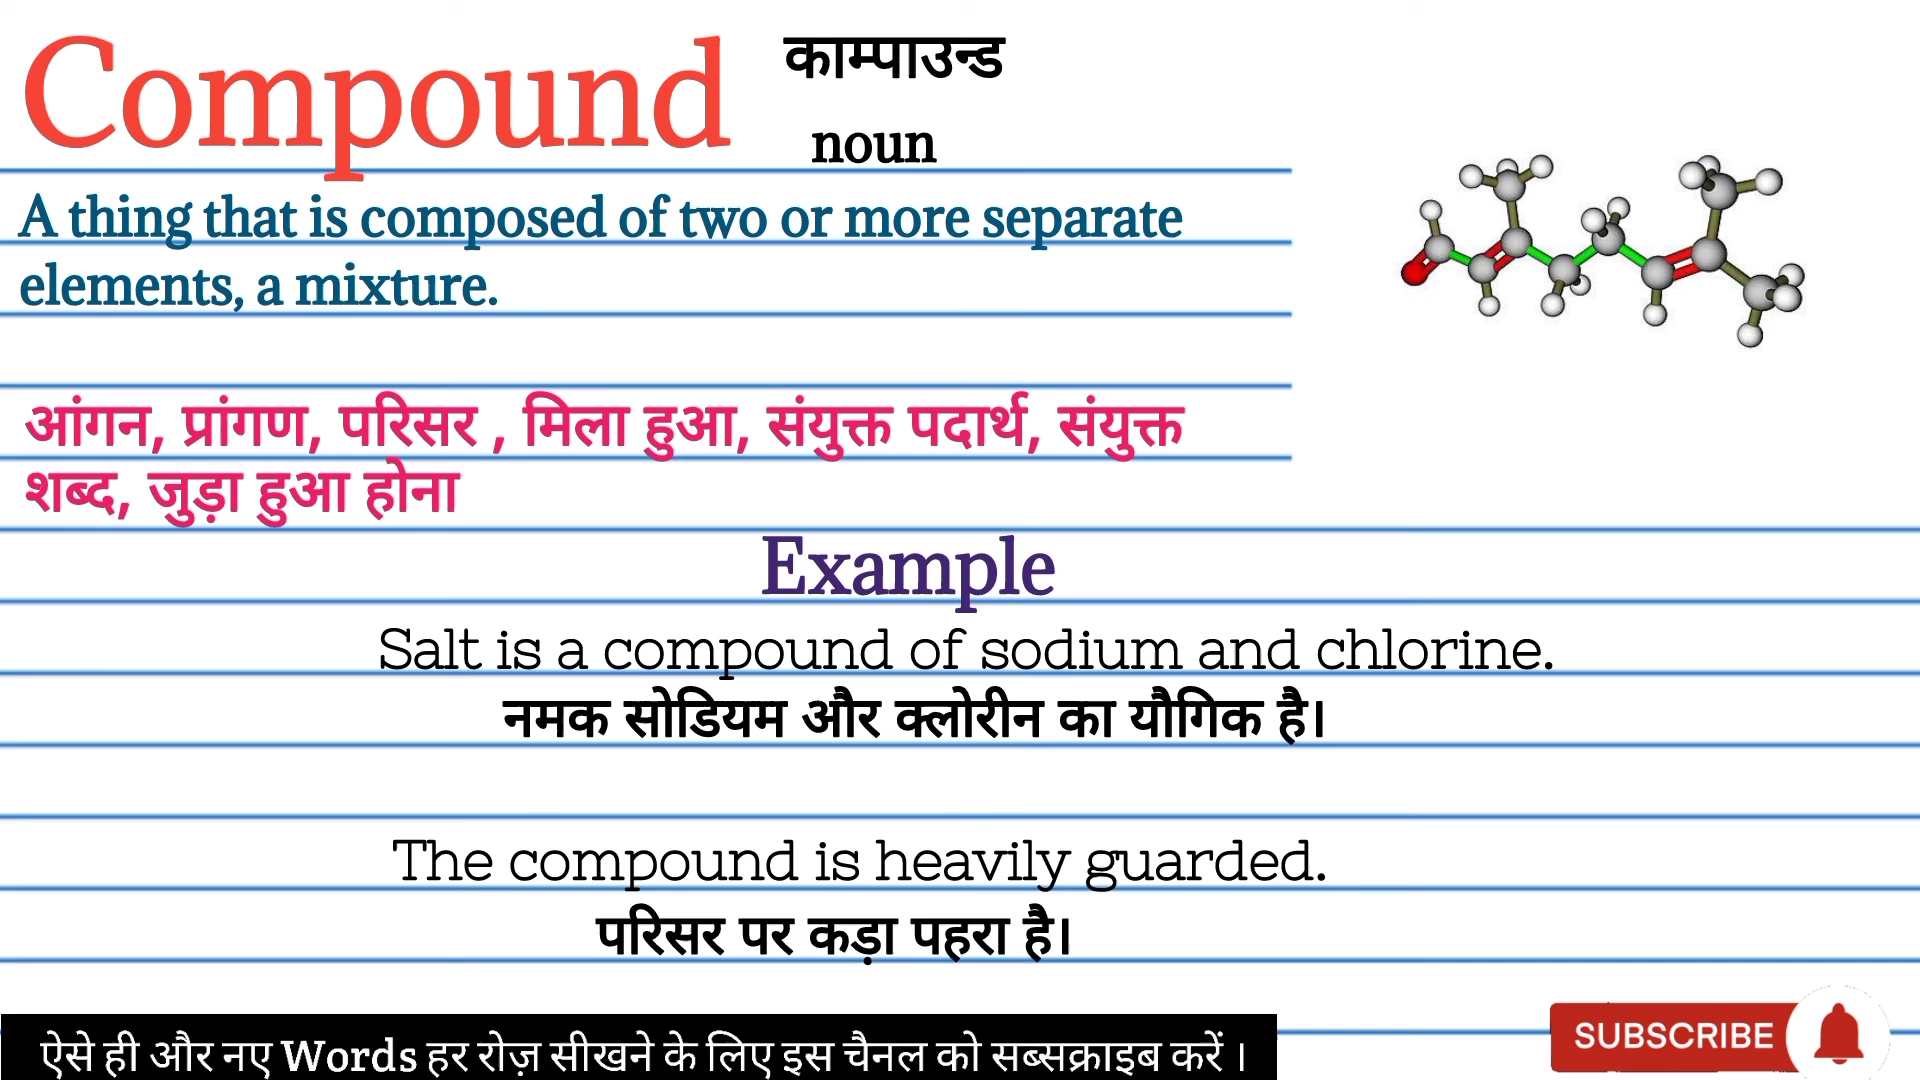 Compound
काम्पाउन्ड
noun
A thing that is composed of two or more separate
elements, a mixture.
आंगन, प्रांगण, परिसर , मिला हुआ, संयुक्त पदार्थ, संयुक्त
शब्द, जुड़ा हुआ होना
Example
Salt is a compound of sodium and chlorine.
नमक सोडियम और क्लोरीन का यौगिक है।
The compound is heavily guarded.
परिसर पर कड़ा पहरा है।
ऐसे ही और नए Words हर रोज़ सीखने के लिए इस चैनल को सब्सक्राइब करें ।
SUBSCRIBE